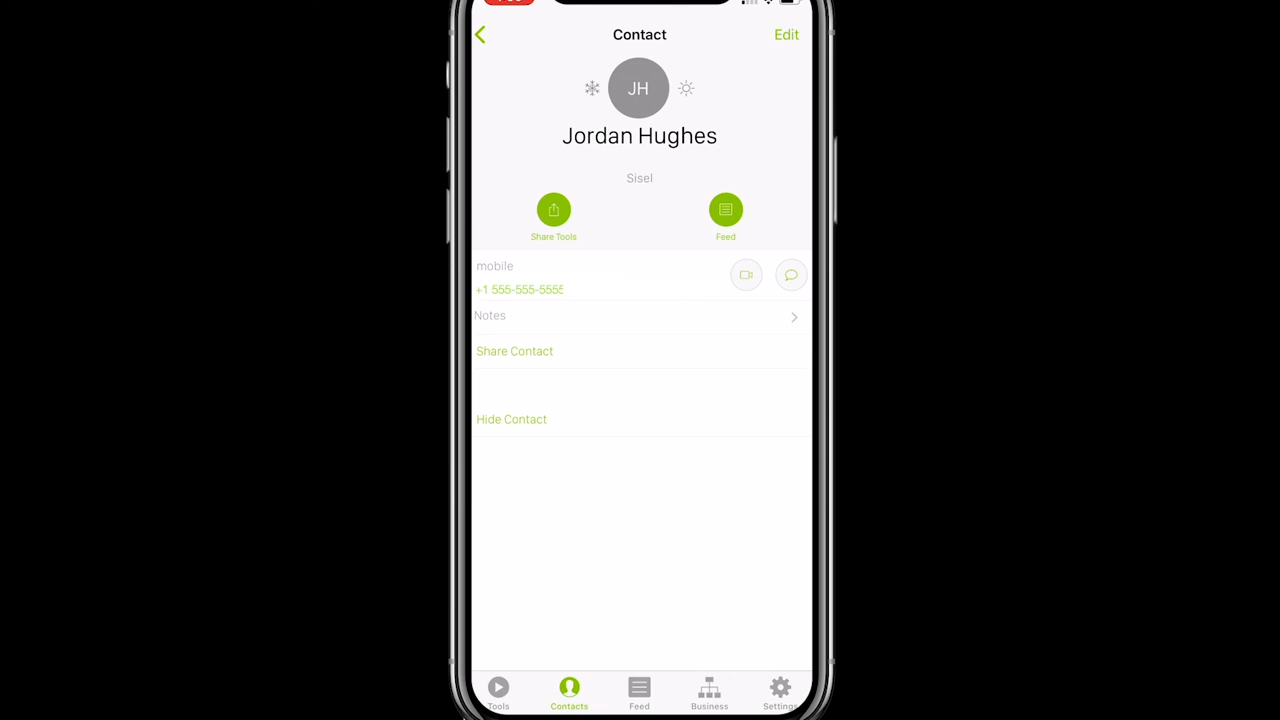 Contact
Edit
JH
Jordan Hughes
Sisel
Share Tools
Feed
mobile
+1 555-555-5555
Notes
Share Contact
Hide Contact
Tools
Contacts
Feed
Business
Settings